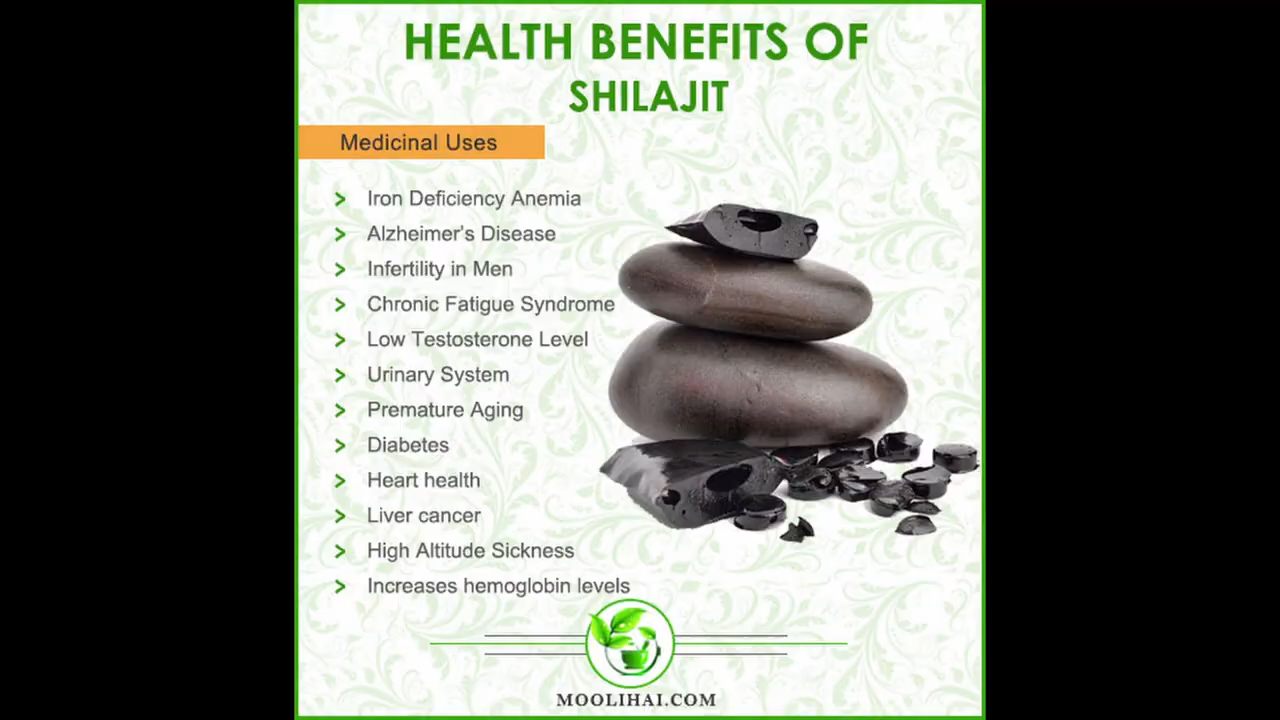 HEALTH BENEFITS OF
SHILAJIT
Medicinal Uses
Iron Deficiency Anemia
Alzheimer's Disease
Infertility in Men
Chronic Fatigue Syndrome
Low Testosterone Level
Urinary System
Premature Aging
Diabetes
Heart health
Liver cancer
High Altitude Sickness
Increases hemoglobin levels
MOOLIHAI.COM